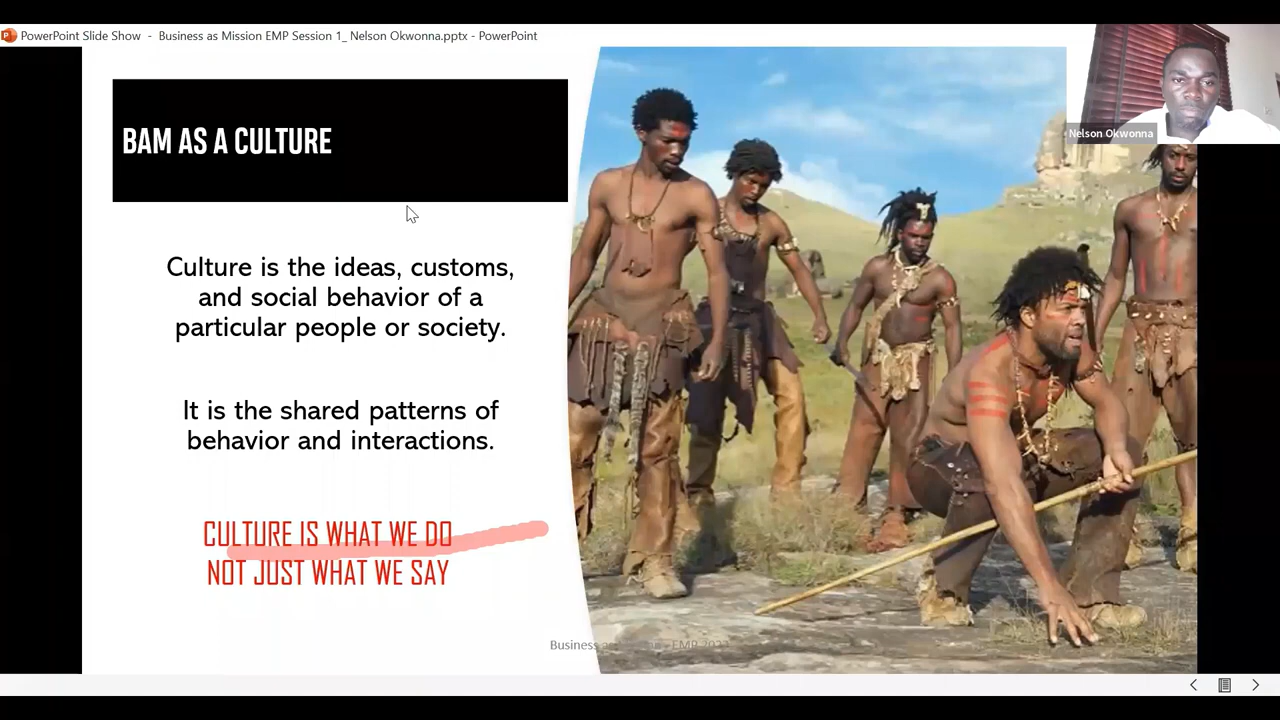 PowerPoint Slide Show - Business as Mission EMP Session 1_ Nelson Okwonna.pptx - PowerPoint
Nelson Okwonna
BAM AS A CULTURE
Culture is the ideas, customs,
and social behavior of a
particular people or society.
It is the shared patterns of
behavior and interactions.
CULTURE IS WHAT WE DO
NOT JUST WHAT WE SAY
Business EMP